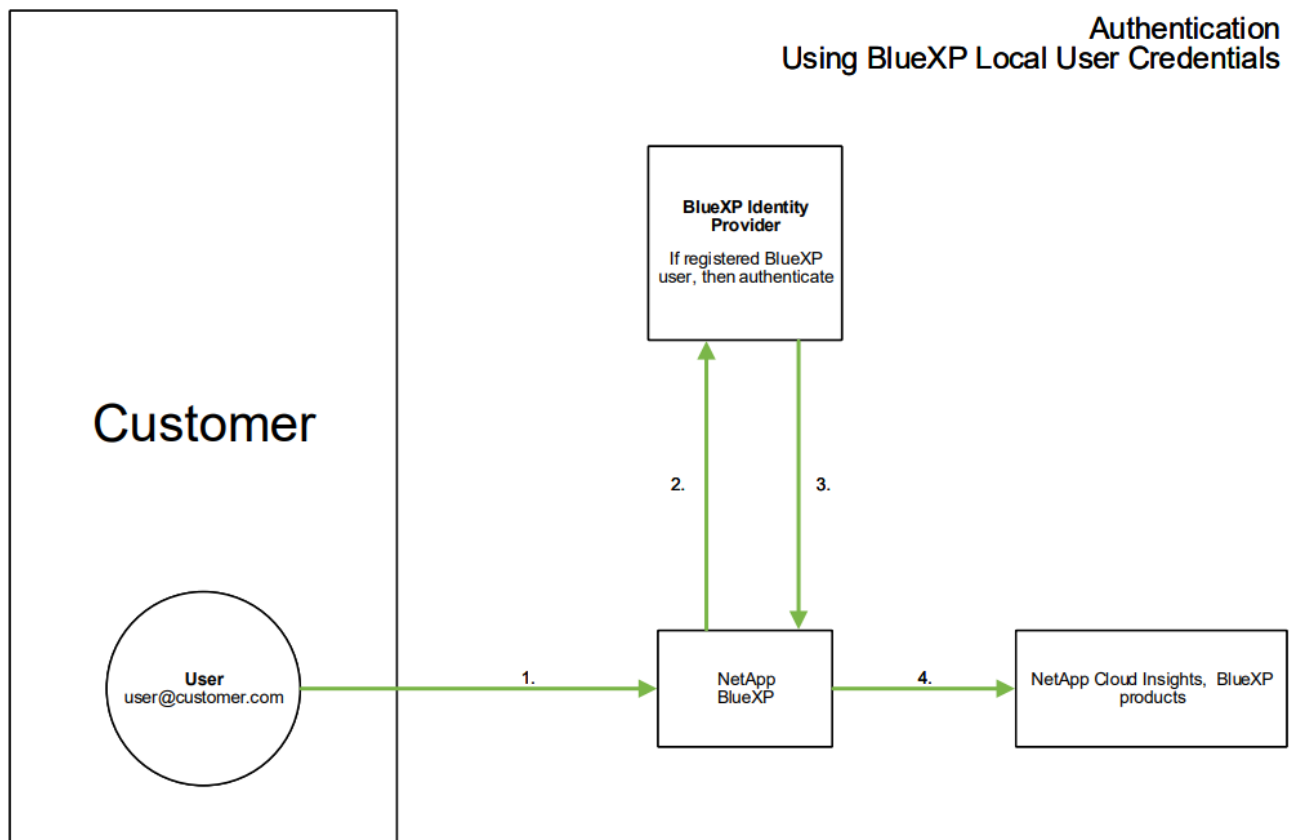 Authentication
Using BlueXP Local User Credentials
BlueXP Identity
Provider
If registered BlueXP
user, then authenticate
Customer
2.
3.
User
user@customer.com
1.
NetApp
BlueXP
4.
NetApp Cloud Insights, BlueXP
products